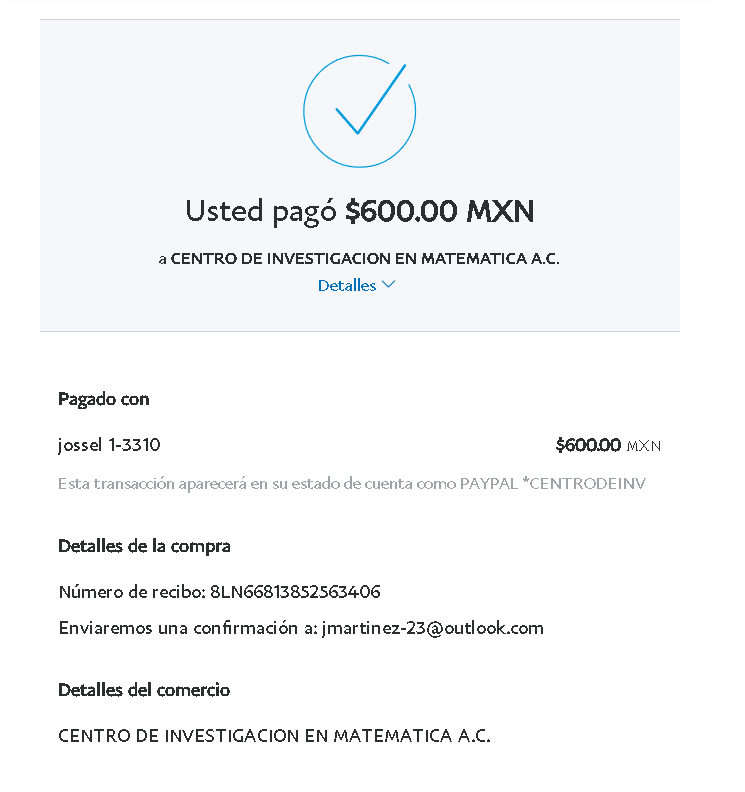 Usted pagó $600.00 MXN
a CENTRO DE INVESTIGACION EN MATEMATICA A.C.
Detalles
Pagado con
jossel 1-3310 $600.00 MXN
Esta transacción aparecerá en su estado de cuenta como PAYPAL *CENTRODEINV
Detalles de la compra
Número de recibo: 8LN66813852563406
Enviaremos una confirmación a: jmartinez-23@outlook.com
Detalles del comercio
CENTRO DE INVESTIGACION EN MATEMATICA A.C.